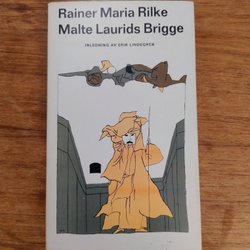 Rainer Maria Rilke
Malte Laurids Brigge
INLEDNING AV ERIK LINDEGREN